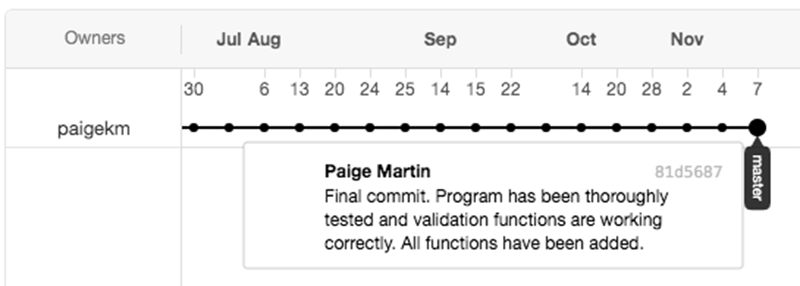 Owners Jul Aug Sep Oct Nov
30 6 13 20 24 25 14 15 22 14 20 28 2 4 7
paigekm
master
Paige Martin 81d5687
Final commit. Program has been thoroughly
tested and validation functions are working
correctly. All functions have been added.